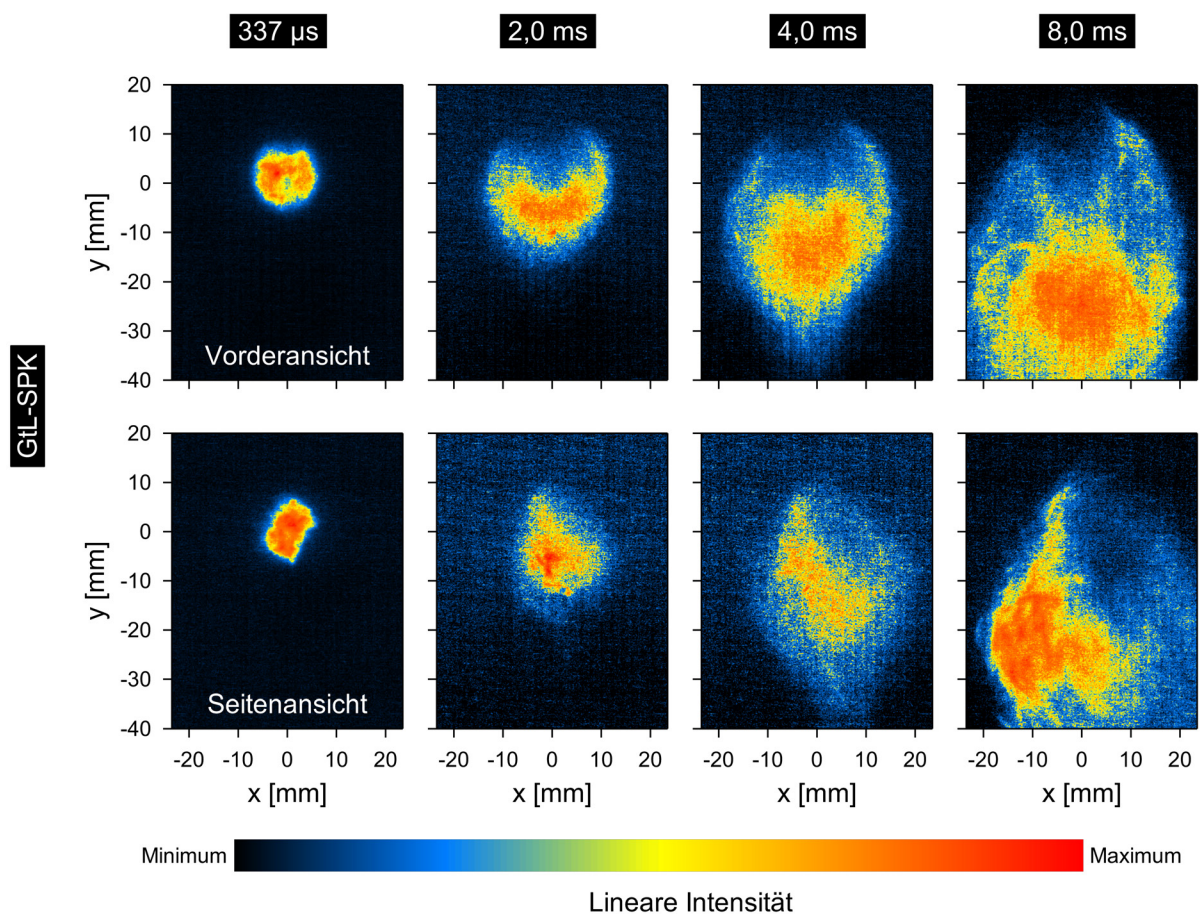 337 µs
2,0 ms
4,0 ms
8,0 ms
GtL-SPK
y [mm]
20
10
0
-10
-20
-30
-40
Vorderansicht
y [mm]
20
10
0
-10
-20
-30
-40
Seitenansicht
-20 -10 0 10 20
-20 -10 0 10 20
-20 -10 0 10 20
-20 -10 0 10 20
x [mm]
x [mm]
x [mm]
x [mm]
Minimum
Maximum
Lineare Intensität